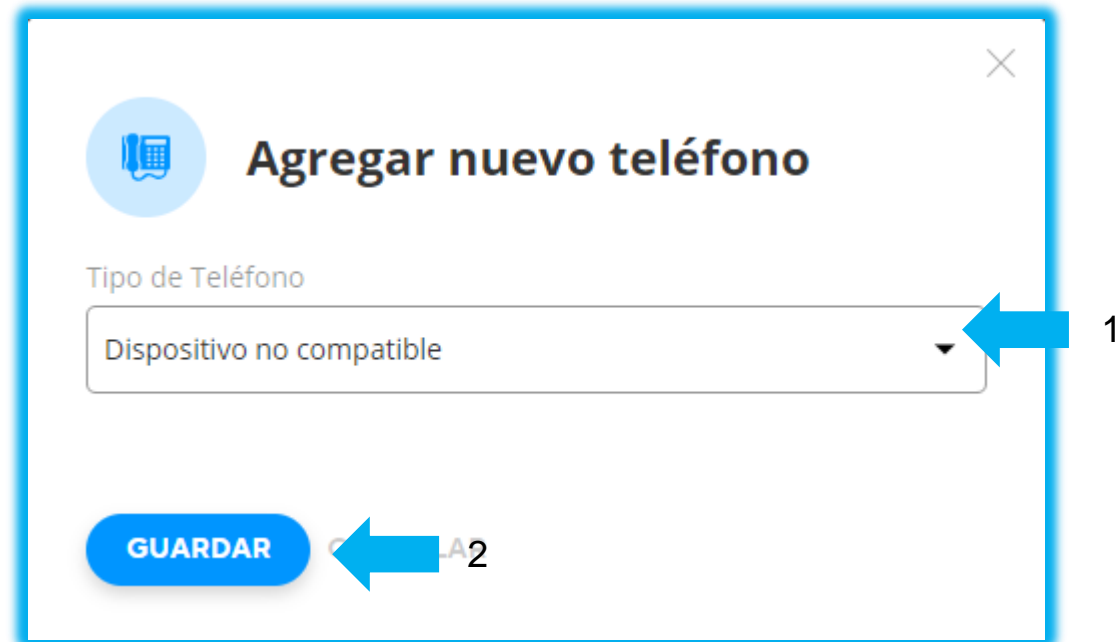 Agregar nuevo teléfono
Tipo de Teléfono
Dispositivo no compatible
1
GUARDAR
2